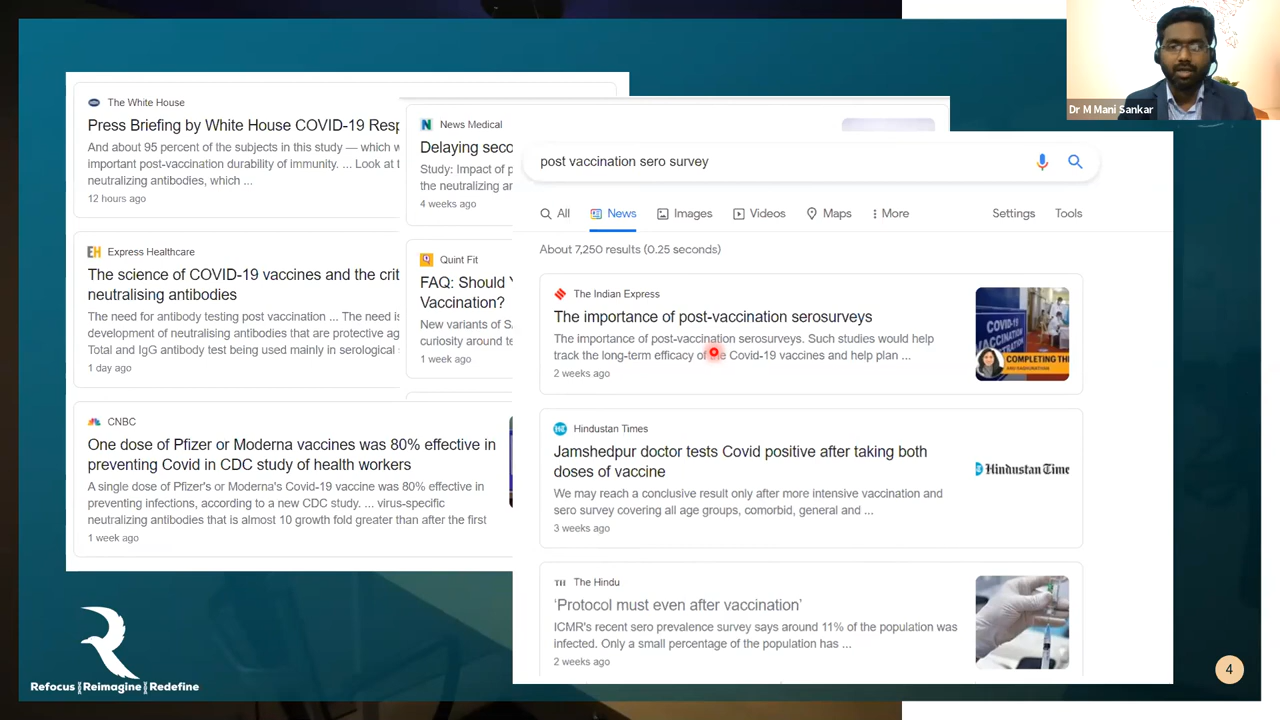 Dr M Mani Sankar
The White House
Press Briefing by White House COVID-19 Resp
And about 95 percent of the subjects in this study — which w
important post-vaccination durability of immunity. ... Look at t
neutralizing antibodies, which ...
12 hours ago
Express Healthcare
The science of COVID-19 vaccines and the crit
neutralising antibodies
The need for antibody testing post vaccination ... The need is
development of neutralising antibodies that are protective ag
Total and IgG antibody test being used mainly in serological
1 day ago
CNBC
One dose of Pfizer or Moderna vaccines was 80% effective in
preventing Covid in CDC study of health workers
A single dose of Pfizer's or Moderna's Covid-19 vaccine was 80% effective in
preventing infections, according to a new CDC study. ... virus-specific
neutralizing antibodies that is almost 10 growth fold greater than after the first
1 week ago
News Medical
Delaying seco
Study: Impact of p
the neutralizing ar
4 weeks ago
Quint Fit
FAQ: Should Y
Vaccination?
New variants of S
curiosity around te
1 week ago
post vaccination sero survey
All News Images Videos Maps More Settings Tools
About 7,250 results (0.25 seconds)
The Indian Express
The importance of post-vaccination serosurveys
The importance of post-vaccination serosurveys. Such studies would help
track the long-term efficacy of the Covid-19 vaccines and help plan ...
2 weeks ago
COVID-19
VACCINATION
COMPLETING TH
Hindustan Times
Jamshedpur doctor tests Covid positive after taking both
doses of vaccine
We may reach a conclusive result only after more intensive vaccination and
sero survey covering all age groups, comorbid, general and ...
3 weeks ago
Hindustan Time
TH The Hindu
‘Protocol must even after vaccination’
ICMR's recent sero prevalence survey says around 11% of the population was
infected. Only a small percentage of the population has ...
2 weeks ago
Refocus | Reimagine | Redefine
4